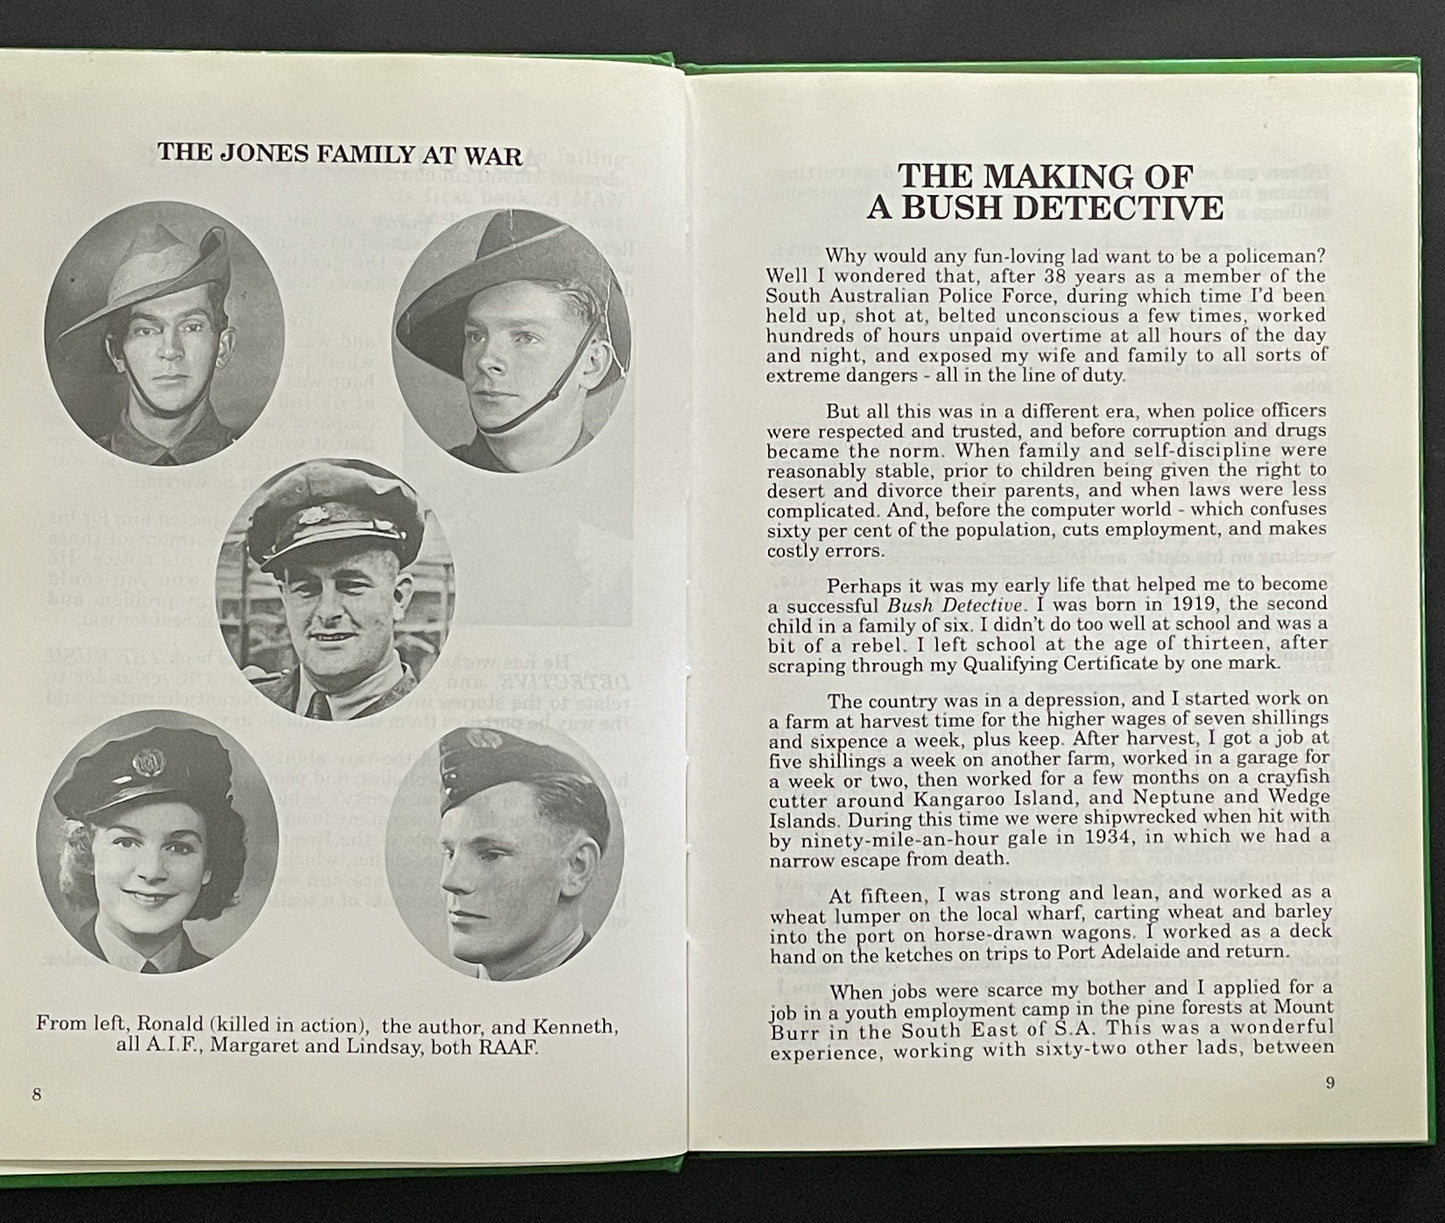 THE JONES FAMILY AT WAR
From left, Ronald (killed in action), the author, and Kenneth,
all A.I.F., Margaret and Lindsay, both RAAF.
8
THE MAKING OF
A BUSH DETECTIVE
Why would any fun-loving lad want to be a policeman?
Well I wondered that, after 38 years as a member of the
South Australian Police Force, during which time I'd been
held up, shot at, belted unconscious a few times, worked
hundreds of hours unpaid overtime at all hours of the day
and night, and exposed my wife and family to all sorts of
extreme dangers - all in the line of duty.
But all this was in a different era, when police officers
were respected and trusted, and before corruption and drugs
became the norm. When family and self-discipline were
reasonably stable, prior to children being given the right to
desert and divorce their parents, and when laws were less
complicated. And, before the computer world - which confuses
sixty per cent of the population, cuts employment, and makes
costly errors.
Perhaps it was my early life that helped me to become
a successful Bush Detective. I was born in 1919, the second
child in a family of six. I didn't do too well at school and was a
bit of a rebel. I left school at the age of thirteen, after
scraping through my Qualifying Certificate by one mark.
The country was in a depression, and I started work on
a farm at harvest time for the higher wages of seven shillings
and sixpence a week, plus keep. After harvest, I got a job at
five shillings a week on another farm, worked in a garage for
a week or two, then worked for a few months on a crayfish
cutter around Kangaroo Island, and Neptune and Wedge
Islands. During this time we were shipwrecked when hit with
by ninety-mile-an-hour gale in 1934, in which we had a
narrow escape from death.
At fifteen, I was strong and lean, and worked as a
wheat lumper on the local wharf, carting wheat and barley
into the port on horse-drawn wagons. I worked as a deck
hand on the ketches on trips to Port Adelaide and return.
When jobs were scarce my bother and I applied for a
job in a youth employment camp in the pine forests at Mount
Burr in the South East of S.A. This was a wonderful
experience, working with sixty-two other lads, between
9